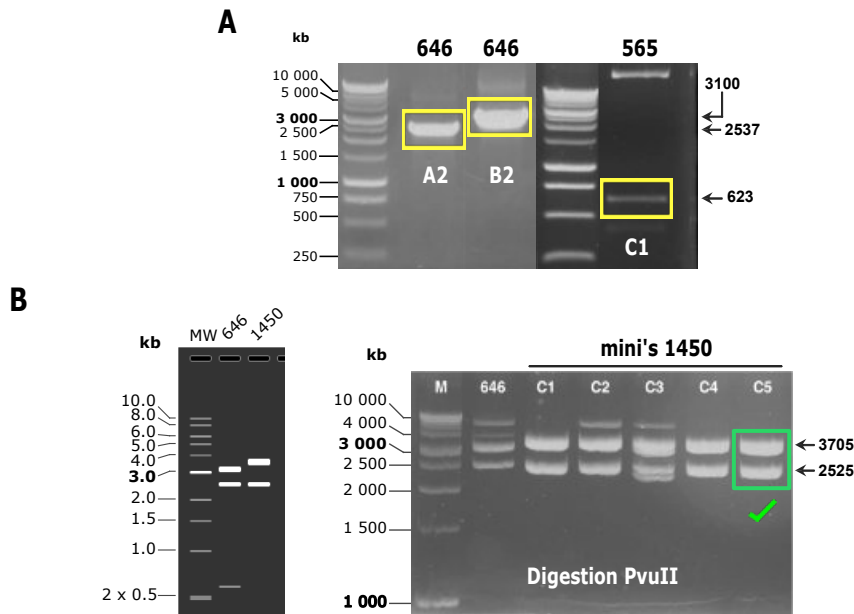 A
kb
646 646 565
10 000
5 000
3 000
2 500
1 500
1 000
750
500
250
A2 B2 C1
3100
2537
623
B
kb
MW 646 1450
10.0
8.0
6.0
5.0
4.0
3.0
2.0
1.5
1.0
2 x 0.5
kb
mini's 1450
M 646 C1 C2 C3 C4 C5
10 000
4 000
3 000
2 500
2 000
1 500
1 000
3705
2525
Digestion PvuII